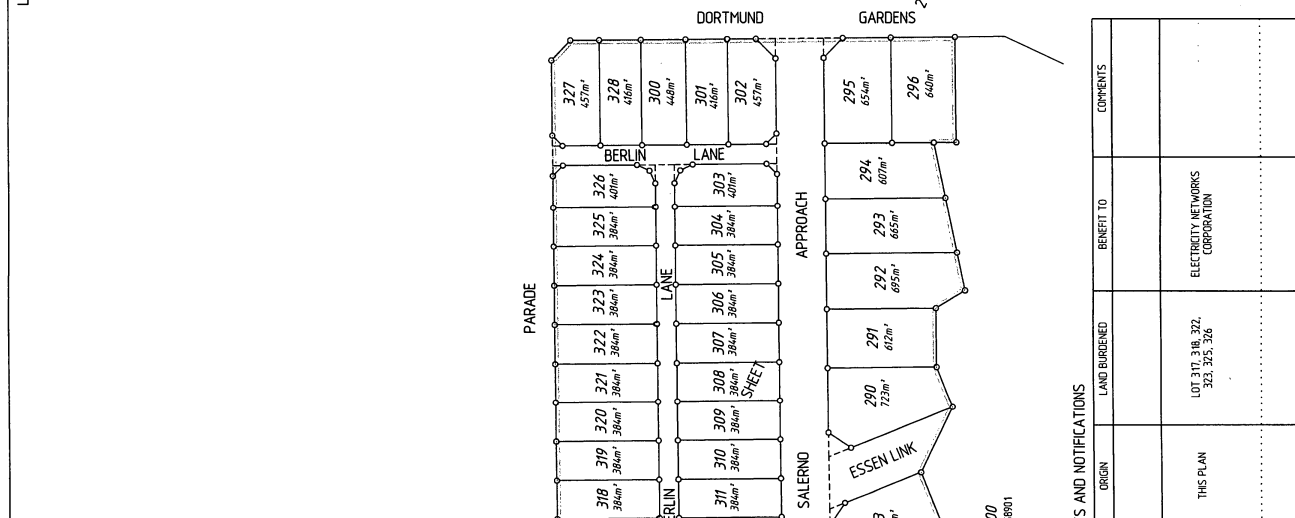 DORTMUND GARDENS
327
457m²
328
416m²
300
448m²
301
416m²
302
457m²
295
654m²
296
640m²
BERLIN LANE
326
401m²
303
401m²
294
607m²
325
384m²
304
384m²
293
665m²
324
384m²
305
384m²
292
695m²
APPROACH
LANE
323
384m²
306
384m²
PARADE
322
384m²
307
384m²
291
612m²
321
384m²
308
384m²
SHEET
290
723m²
320
384m²
309
384m²
319
384m²
310
384m²
ESSEN LINK
318
384m²
311
384m²
SALERNO
S AND NOTIFICATIONS
ORIGIN
LAND BURDENED
BENEFIT TO
COMMENTS
THIS PLAN
LOT 317, 318, 322,
323, 325, 326
ELECTRICITY NETWORKS
CORPORATION